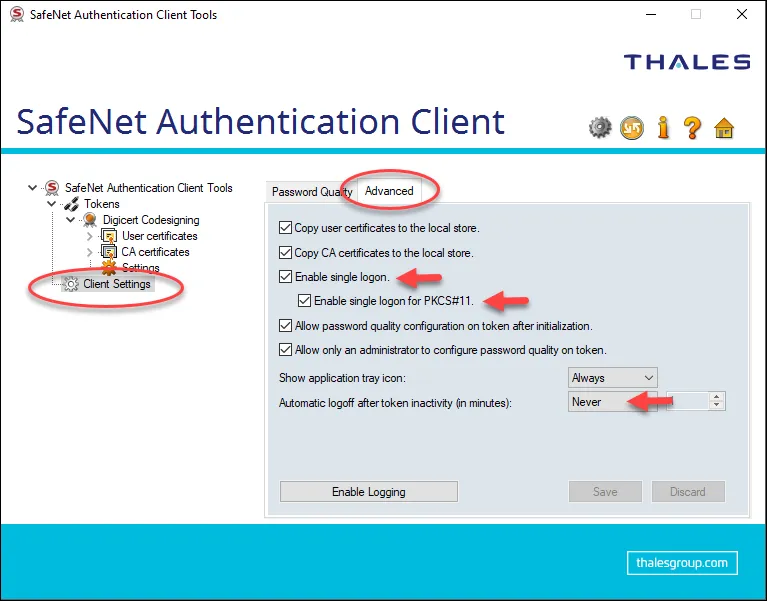 SafeNet Authentication Client Tools
THALES
SafeNet Authentication Client
SafeNet Authentication Client Tools
Tokens
Digicert Codesigning
User certificates
CA certificates
Settings
Client Settings
Password Quality
Advanced
Copy user certificates to the local store.
Copy CA certificates to the local store.
Enable single logon.
Enable single logon for PKCS#11.
Allow password quality configuration on token after initialization.
Allow only an administrator to configure password quality on token.
Show application tray icon:
Always
Automatic logoff after token inactivity (in minutes):
Never
Enable Logging
Save
Discard
thalesgroup.com